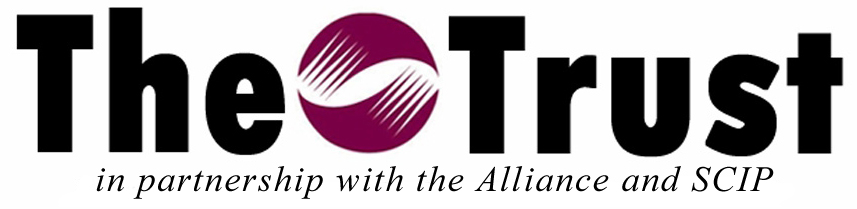 The Trust
in partnership with the Alliance and SCIP